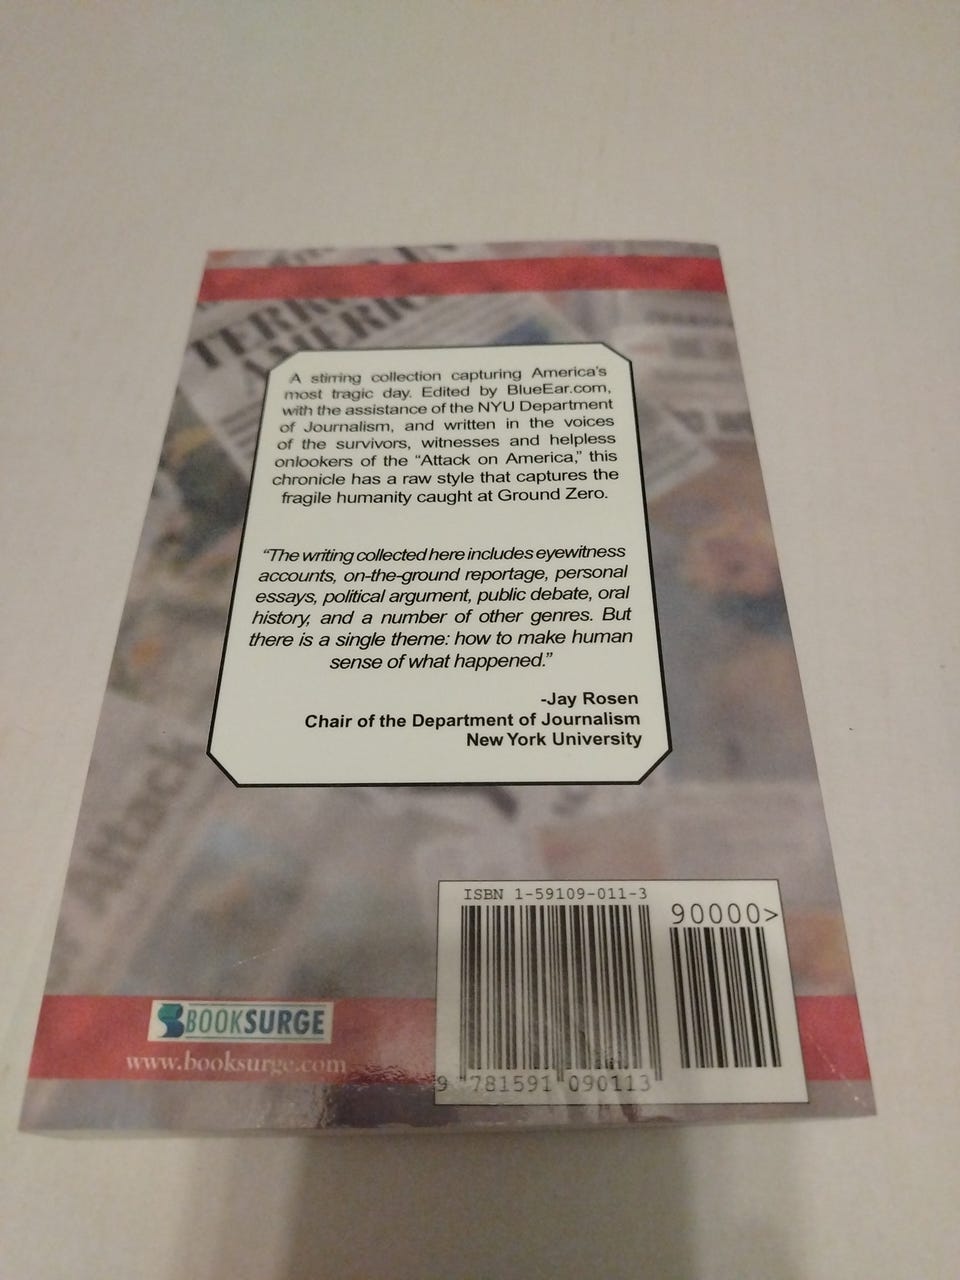 TERR
AMERIC
A stirring collection capturing America's
most tragic day. Edited by BlueEar.com,
with the assistance of the NYU Department
of Journalism, and written in the voices
of the survivors, witnesses and helpless
onlookers of the “Attack on America,” this
chronicle has a raw style that captures the
fragile humanity caught at Ground Zero.
“The writing collected here includes eyewitness
accounts, on-the-ground reportage, personal
essays, political argument, public debate, oral
history, and a number of other genres. But
there is a single theme: how to make human
sense of what happened.”
-Jay Rosen
Chair of the Department of Journalism
New York University
Attack
ISBN 1-59109-011-3
90000>
BOOKSURGE
www.booksurge.com
9 781591 090113